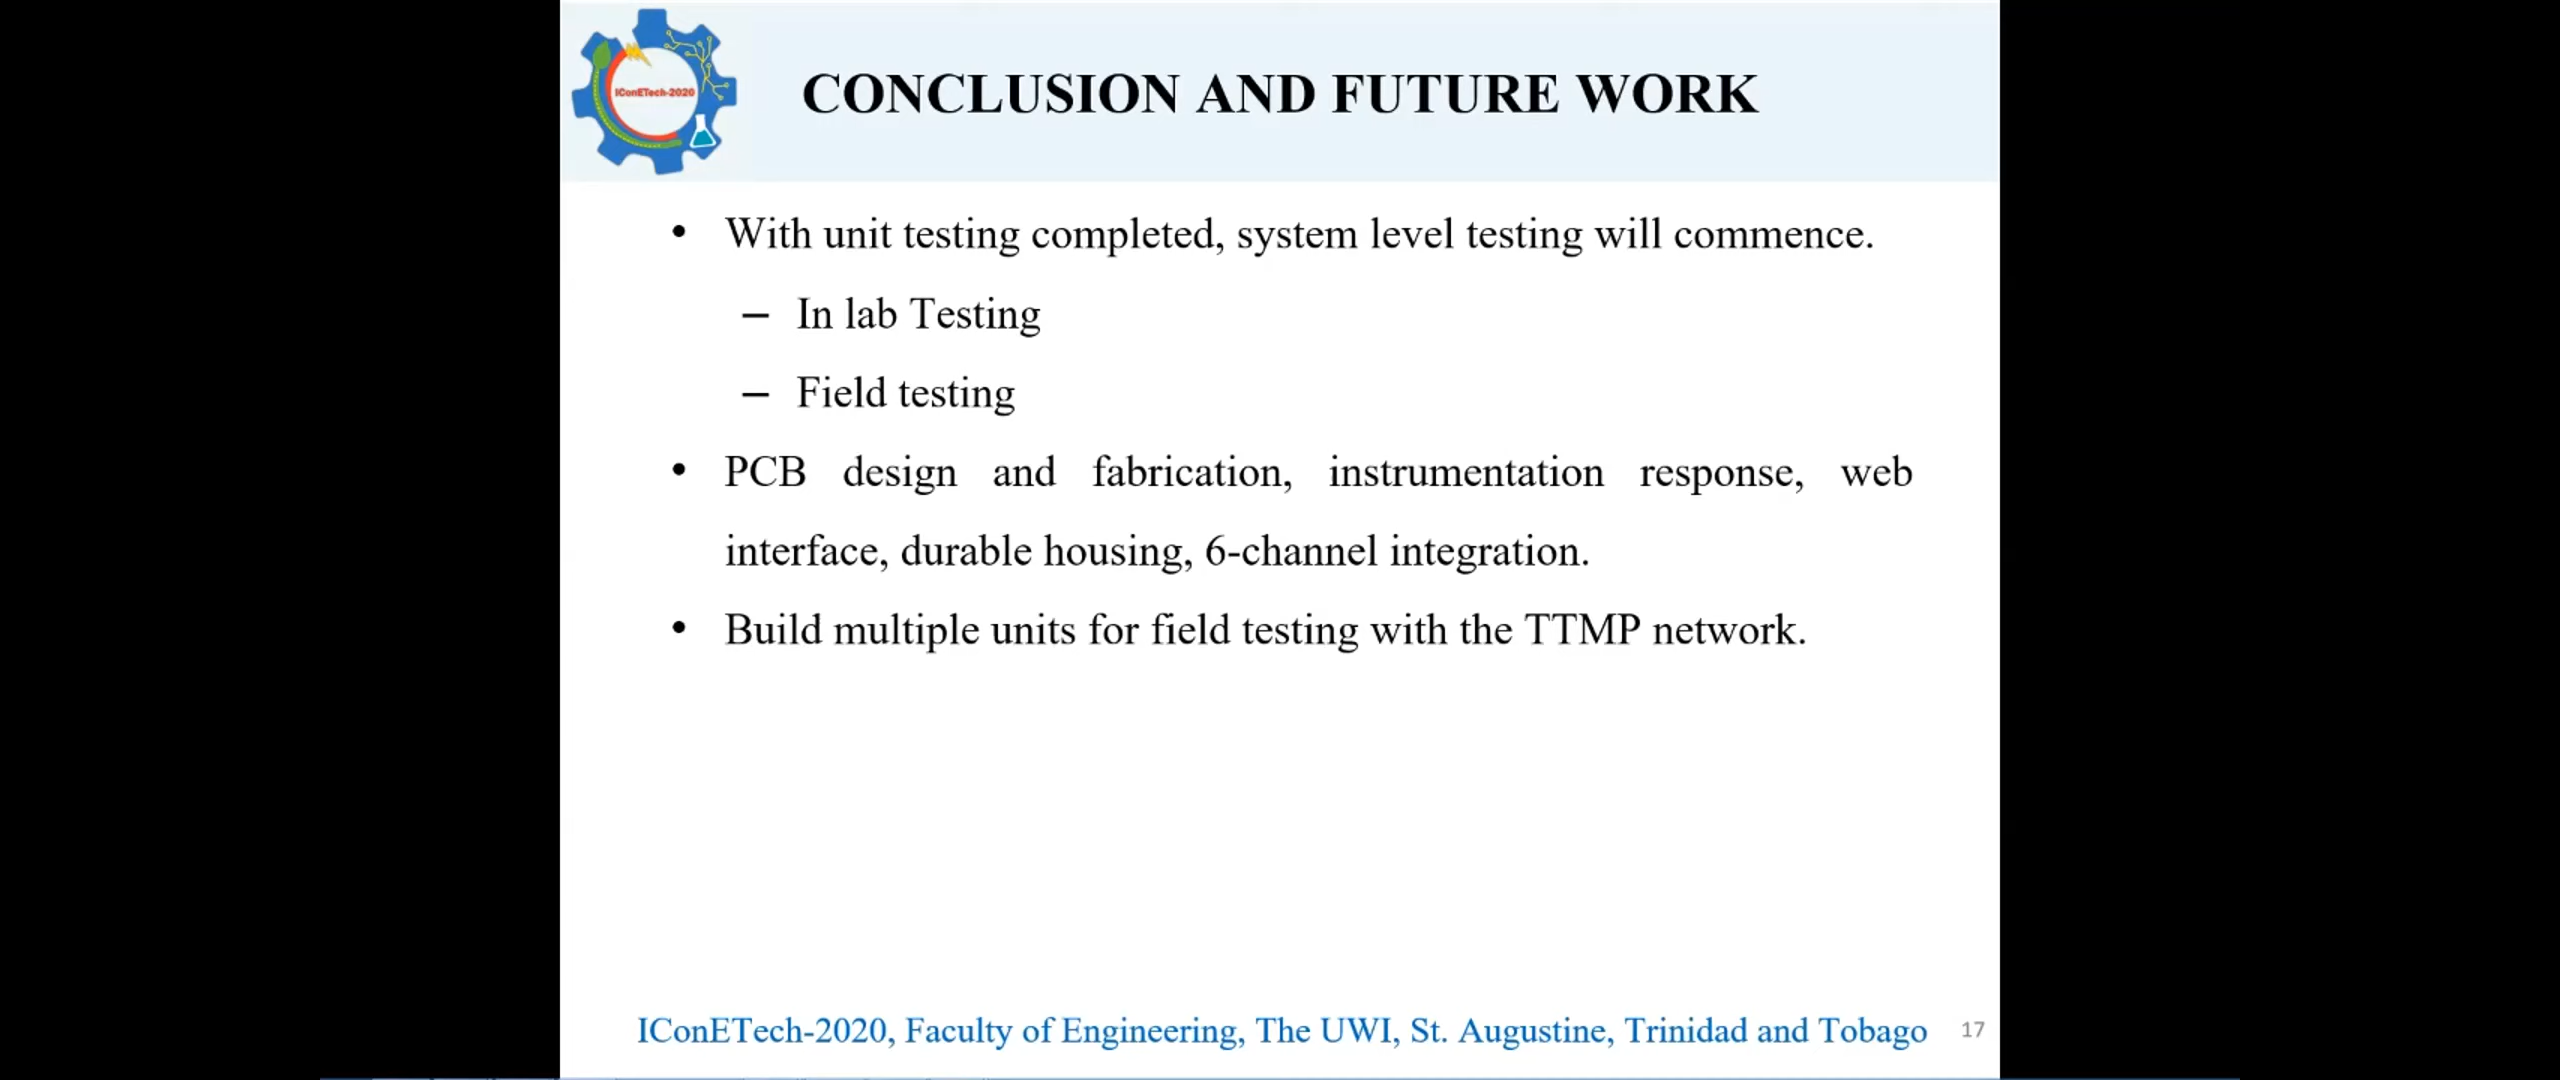 IConETech-2020
CONCLUSION AND FUTURE WORK
• With unit testing completed, system level testing will commence.
– In lab Testing
– Field testing
• PCB design and fabrication, instrumentation response, web
interface, durable housing, 6-channel integration.
• Build multiple units for field testing with the TTMP network.
IConETech-2020, Faculty of Engineering, The UWI, St. Augustine, Trinidad and Tobago 17